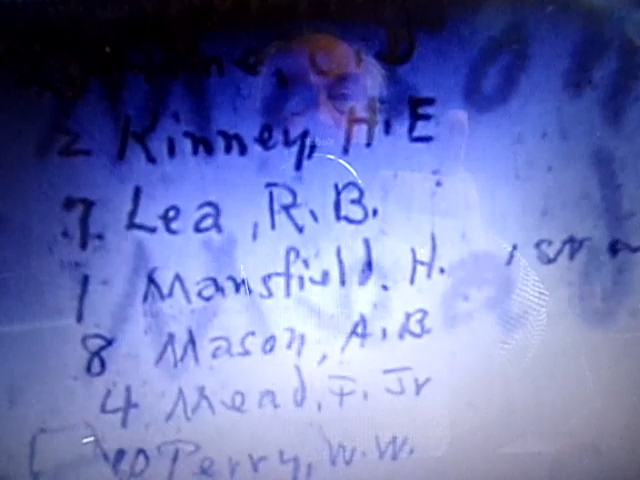 2 Kinney, H. E
7. Lea, R. B.
1 Mansfield, H.
8 Mason, A. B
4 Mead, F. Jr
Perry, W. W.